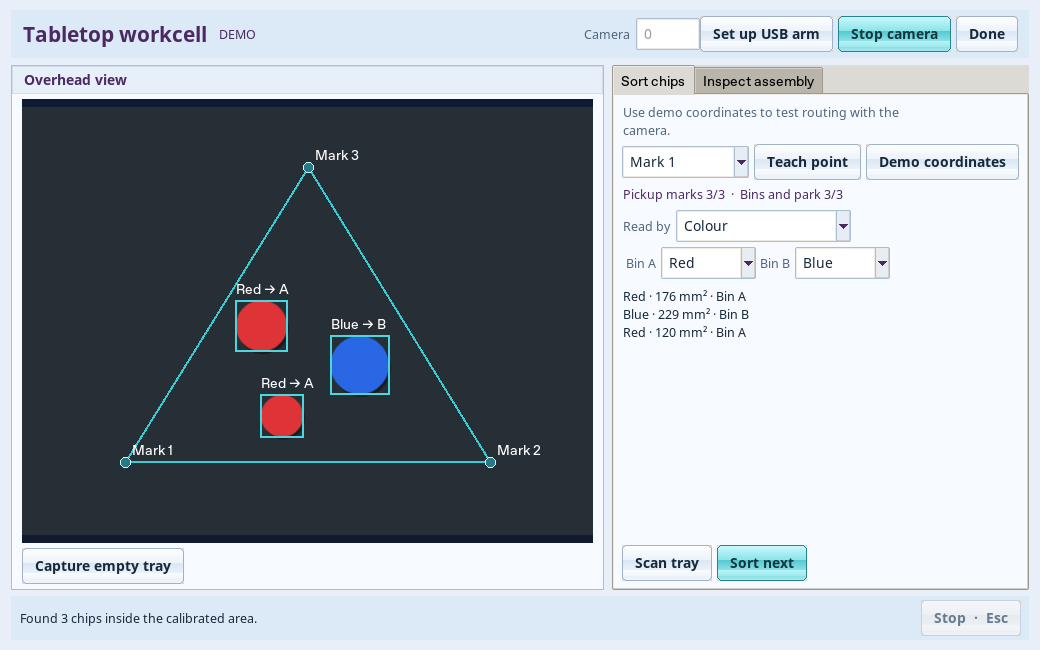 Tabletop workcell DEMO Camera 0 Set up USB arm Stop camera Done
Overhead view
Mark 3
Red → A
Blue → B
Red → A
Mark 1
Mark 2
Capture empty tray
Sort chips Inspect assembly
Use demo coordinates to test routing with the
camera.
Mark 1 Teach point Demo coordinates
Pickup marks 3/3 · Bins and park 3/3
Read by Colour
Bin A Red Bin B Blue
Red · 176 mm² · Bin A
Blue · 229 mm² · Bin B
Red · 120 mm² · Bin A
Scan tray Sort next
Found 3 chips inside the calibrated area.
Stop · Esc